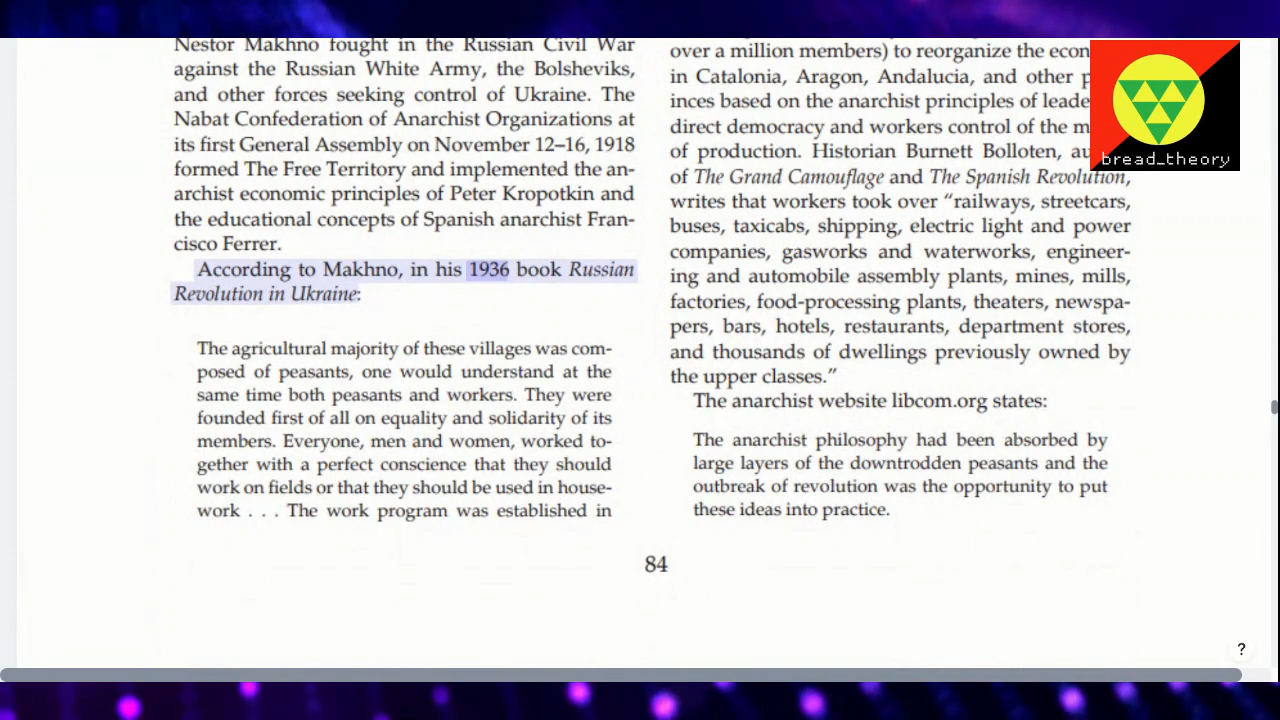 Nestor Makhno fought in the Russian Civil War
against the Russian White Army, the Bolsheviks,
and other forces seeking control of Ukraine. The
Nabat Confederation of Anarchist Organizations at
its first General Assembly on November 12–16, 1918
formed The Free Territory and implemented the an-
archist economic principles of Peter Kropotkin and
the educational concepts of Spanish anarchist Fran-
cisco Ferrer.
According to Makhno, in his 1936 book Russian
Revolution in Ukraine:
The agricultural majority of these villages was com-
posed of peasants, one would understand at the
same time both peasants and workers. They were
founded first of all on equality and solidarity of its
members. Everyone, men and women, worked to-
gether with a perfect conscience that they should
work on fields or that they should be used in house-
work . . . The work program was established in
over a million members) to reorganize the econ
in Catalonia, Aragon, Andalucia, and other p
inces based on the anarchist principles of leade
direct democracy and workers control of the m
of production. Historian Burnett Bolloten, au
of The Grand Camouflage and The Spanish Revolution,
writes that workers took over “railways, streetcars,
buses, taxicabs, shipping, electric light and power
companies, gasworks and waterworks, engineer-
ing and automobile assembly plants, mines, mills,
factories, food-processing plants, theaters, newspa-
pers, bars, hotels, restaurants, department stores,
and thousands of dwellings previously owned by
the upper classes.”
The anarchist website libcom.org states:
The anarchist philosophy had been absorbed by
large layers of the downtrodden peasants and the
outbreak of revolution was the opportunity to put
these ideas into practice.
84
bread_theory
?